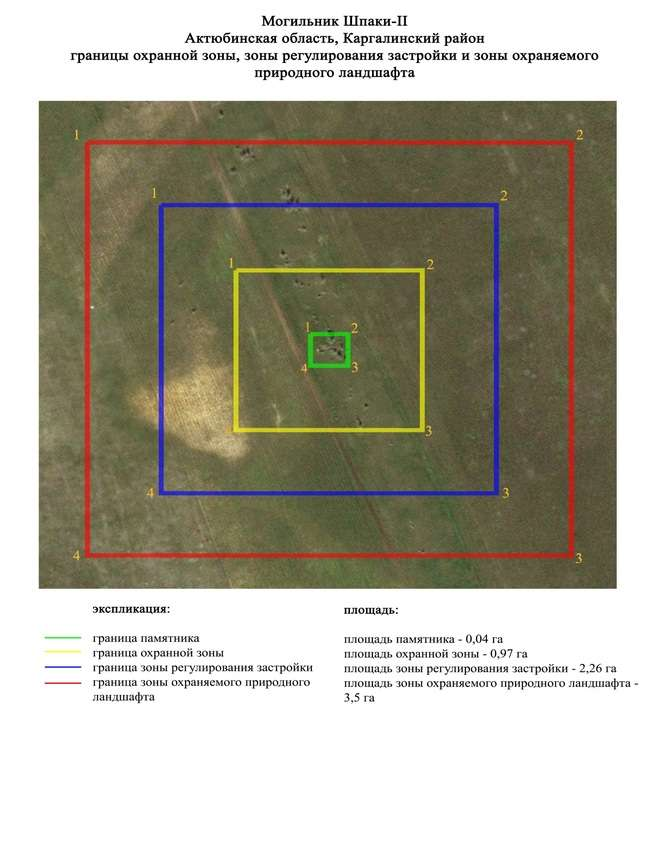 Могильник Шпаки-II
Актюбинская область, Каргалинский район
границы охранной зоны, зоны регулирования застройки и зоны охраняемого
природного ландшафта
1
2
1
2
1
2
1
2
4
3
3
4
3
4
3
экспликация:
граница памятника
граница охранной зоны
граница зоны регулирования застройки
граница зоны охраняемого природного
ландшафта
площадь:
площадь памятника - 0,04 га
площадь охранной зоны - 0,97 га
площадь зоны регулирования застройки - 2,26 га
площадь зоны охраняемого природного ландшафта -
3,5 га